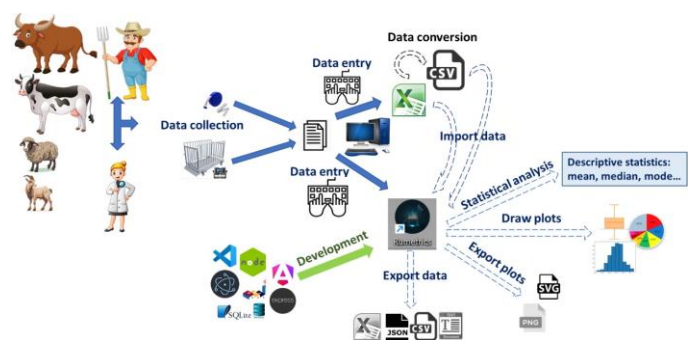 Data conversion
Data entry
CSV
Data collection
Import data
Data entry
Statistical analysis
Descriptive statistics:
mean, median, mode...
Draw plots
Development
node
Export data
Export plots
SVG
PNG
SQLite
JSON
CSV